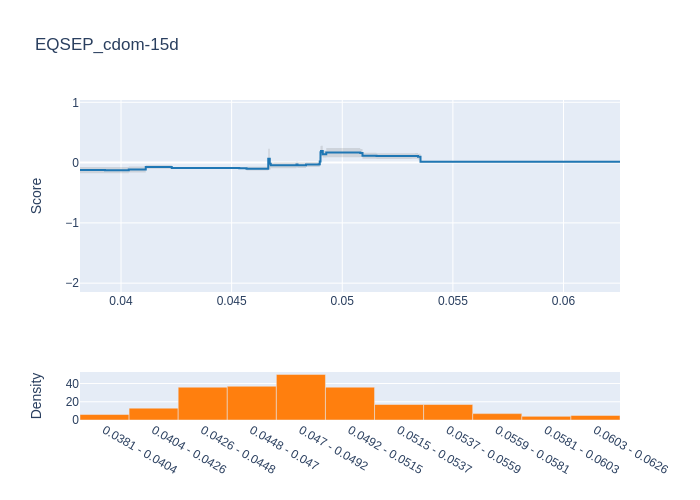 EQSEP_cdom-15d
Score
1
0
−1
−2
0.04 0.045 0.05 0.055 0.06
Density
40
20
0
0.0381 - 0.0404
0.0404 - 0.0426
0.0426 - 0.0448
0.0448 - 0.047
0.047 - 0.0492
0.0492 - 0.0515
0.0515 - 0.0537
0.0537 - 0.0559
0.0559 - 0.0581
0.0581 - 0.0603
0.0603 - 0.0626